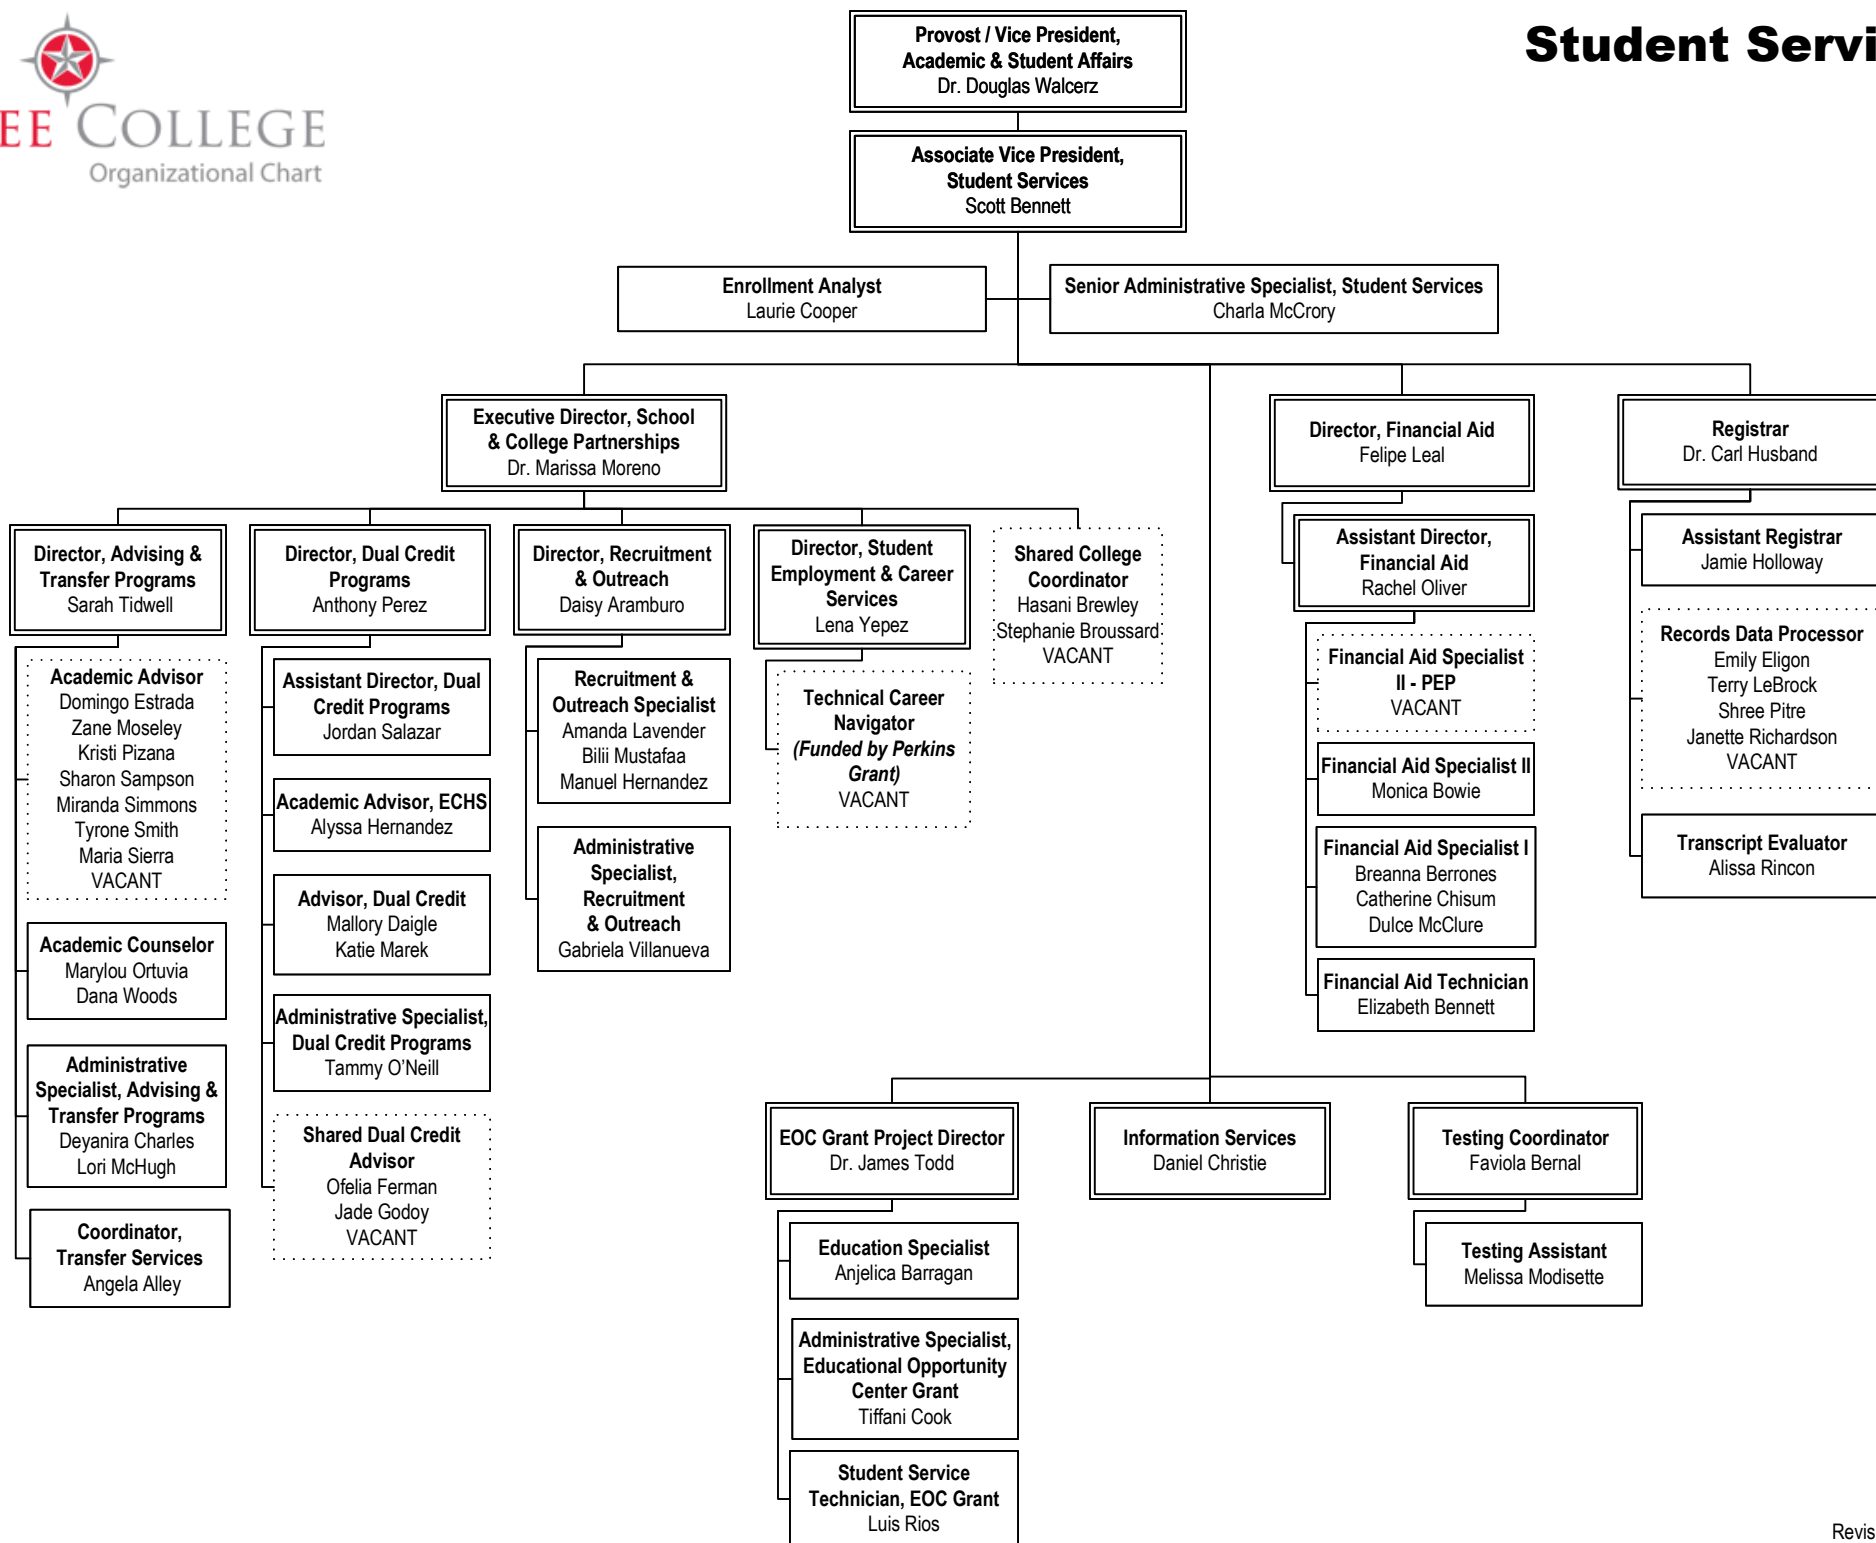 EE COLLEGE
Organizational Chart
Student Servi
Provost / Vice President,
Academic & Student Affairs
Dr. Douglas Walcerz
Associate Vice President,
Student Services
Scott Bennett
Enrollment Analyst
Laurie Cooper
Senior Administrative Specialist, Student Services
Charla McCrory
Executive Director, School
& College Partnerships
Dr. Marissa Moreno
Director, Financial Aid
Felipe Leal
Registrar
Dr. Carl Husband
Director, Advising &
Transfer Programs
Sarah Tidwell
Director, Dual Credit
Programs
Anthony Perez
Director, Recruitment
& Outreach
Daisy Aramburo
Director, Student
Employment & Career
Services
Lena Yepez
Shared College
Coordinator
Hasani Brewley
Stephanie Broussard
VACANT
Assistant Director,
Financial Aid
Rachel Oliver
Assistant Registrar
Jamie Holloway
Academic Advisor
Domingo Estrada
Zane Moseley
Kristi Pizana
Sharon Sampson
Miranda Simmons
Tyrone Smith
Maria Sierra
VACANT
Academic Counselor
Marylou Ortuvia
Dana Woods
Administrative
Specialist, Advising &
Transfer Programs
Deyanira Charles
Lori McHugh
Coordinator,
Transfer Services
Angela Alley
Assistant Director, Dual
Credit Programs
Jordan Salazar
Academic Advisor, ECHS
Alyssa Hernandez
Advisor, Dual Credit
Mallory Daigle
Katie Marek
Administrative Specialist,
Dual Credit Programs
Tammy O’Neill
Shared Dual Credit
Advisor
Ofelia Ferman
Jade Godoy
VACANT
Recruitment &
Outreach Specialist
Amanda Lavender
Bilii Mustafaa
Manuel Hernandez
Administrative
Specialist,
Recruitment
& Outreach
Gabriela Villanueva
Technical Career
Navigator
(Funded by Perkins
Grant)
VACANT
Financial Aid Specialist
II - PEP
VACANT
Financial Aid Specialist II
Monica Bowie
Financial Aid Specialist I
Breanna Berrones
Catherine Chisum
Dulce McClure
Financial Aid Technician
Elizabeth Bennett
Records Data Processor
Emily Eligon
Terry LeBrock
Shree Pitre
Janette Richardson
VACANT
Transcript Evaluator
Alissa Rincon
EOC Grant Project Director
Dr. James Todd
Information Services
Daniel Christie
Testing Coordinator
Faviola Bernal
Education Specialist
Anjelica Barragan
Administrative Specialist,
Educational Opportunity
Center Grant
Tiffani Cook
Student Service
Technician, EOC Grant
Luis Rios
Testing Assistant
Melissa Modisette
Revis